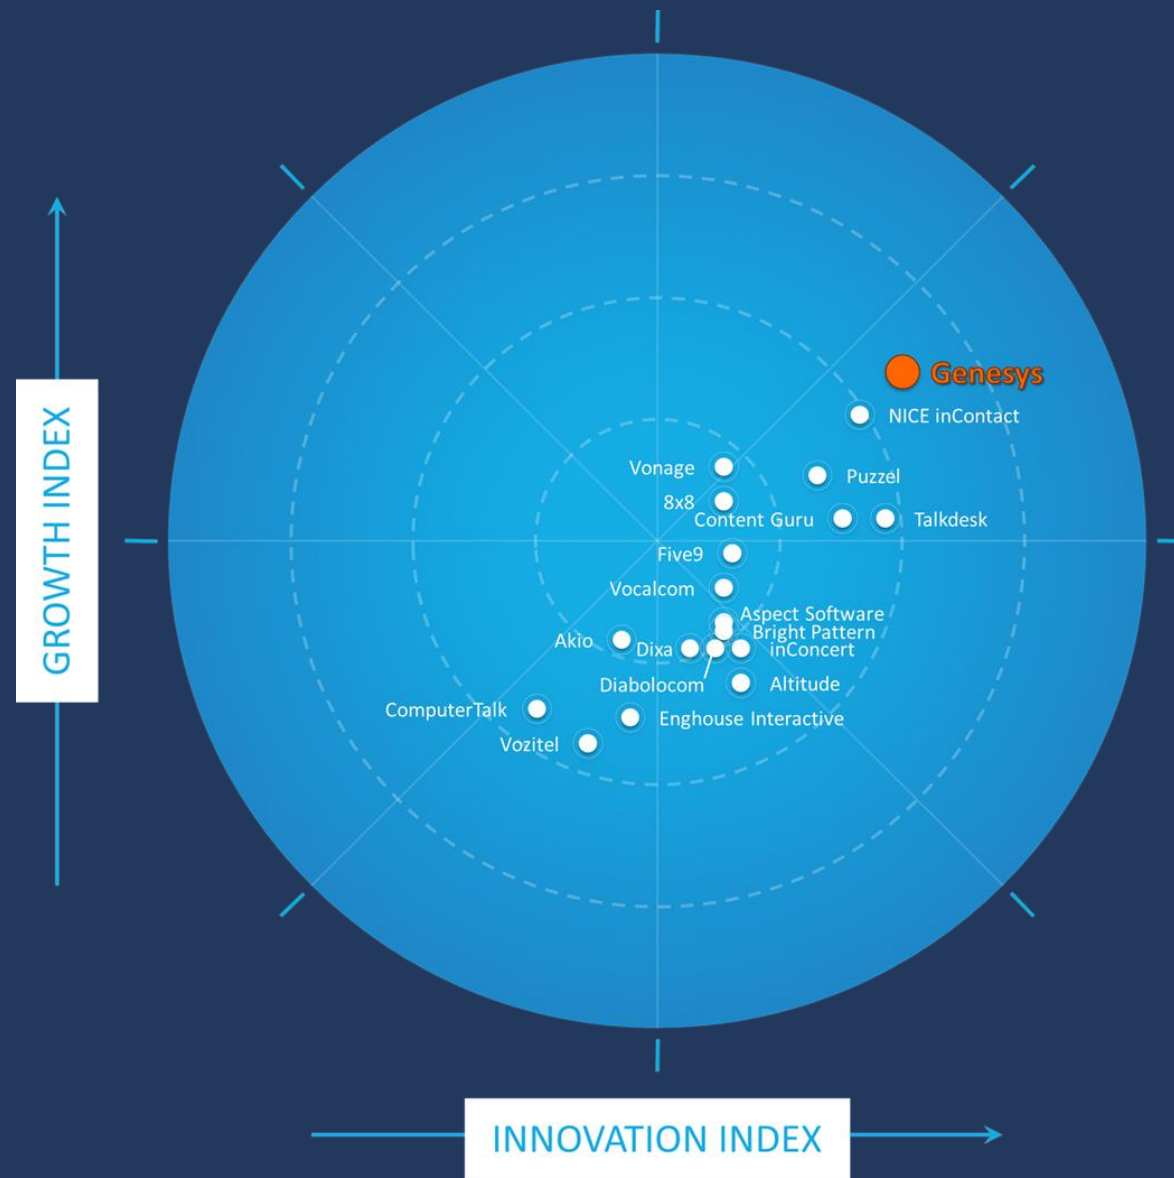 GROWTH INDEX
Genesys
NICE inContact
Vonage
Puzzel
8x8
Content Guru
Talkdesk
Five9
Vocalcom
Aspect Software
Bright Pattern
Akio
Dixa
inConcert
Diabolocom
Altitude
ComputerTalk
Enghouse Interactive
Vozitel
INNOVATION INDEX